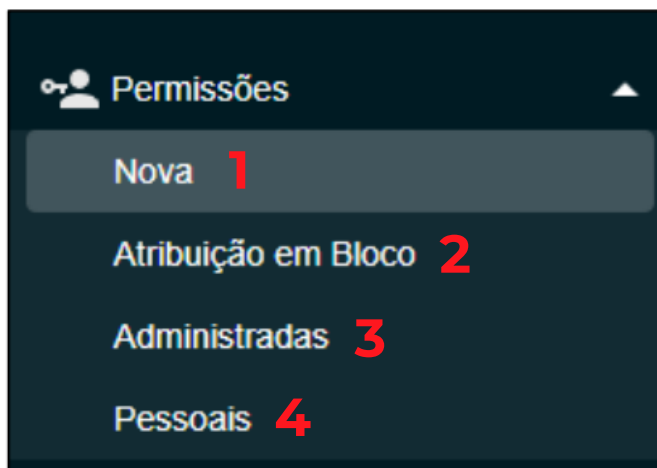 Permissões
Nova 1
Atribuição em Bloco 2
Administradas 3
Pessoais 4